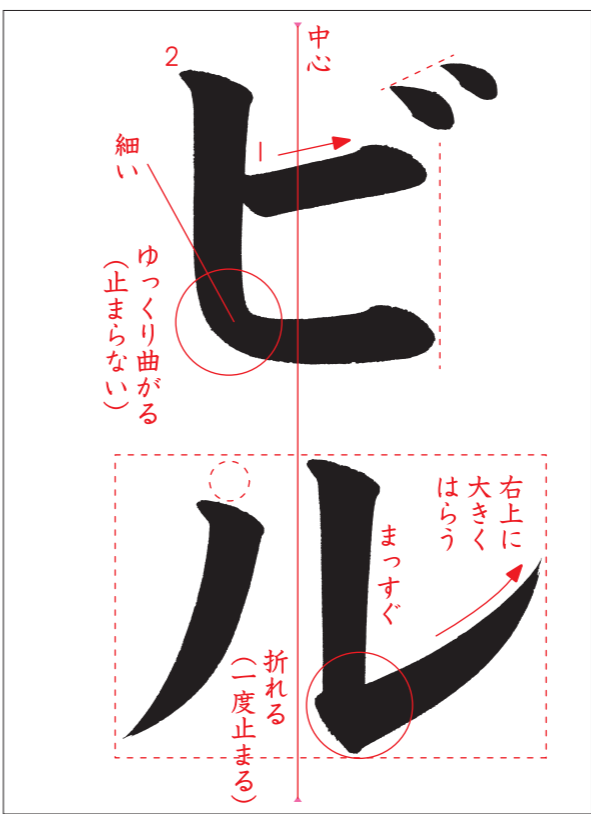 ビル
中心
2
1
細い
ゆっくり曲がる
(止まらない)
右上に
大きく
はらう
まっすぐ
折れる
(一度止まる)